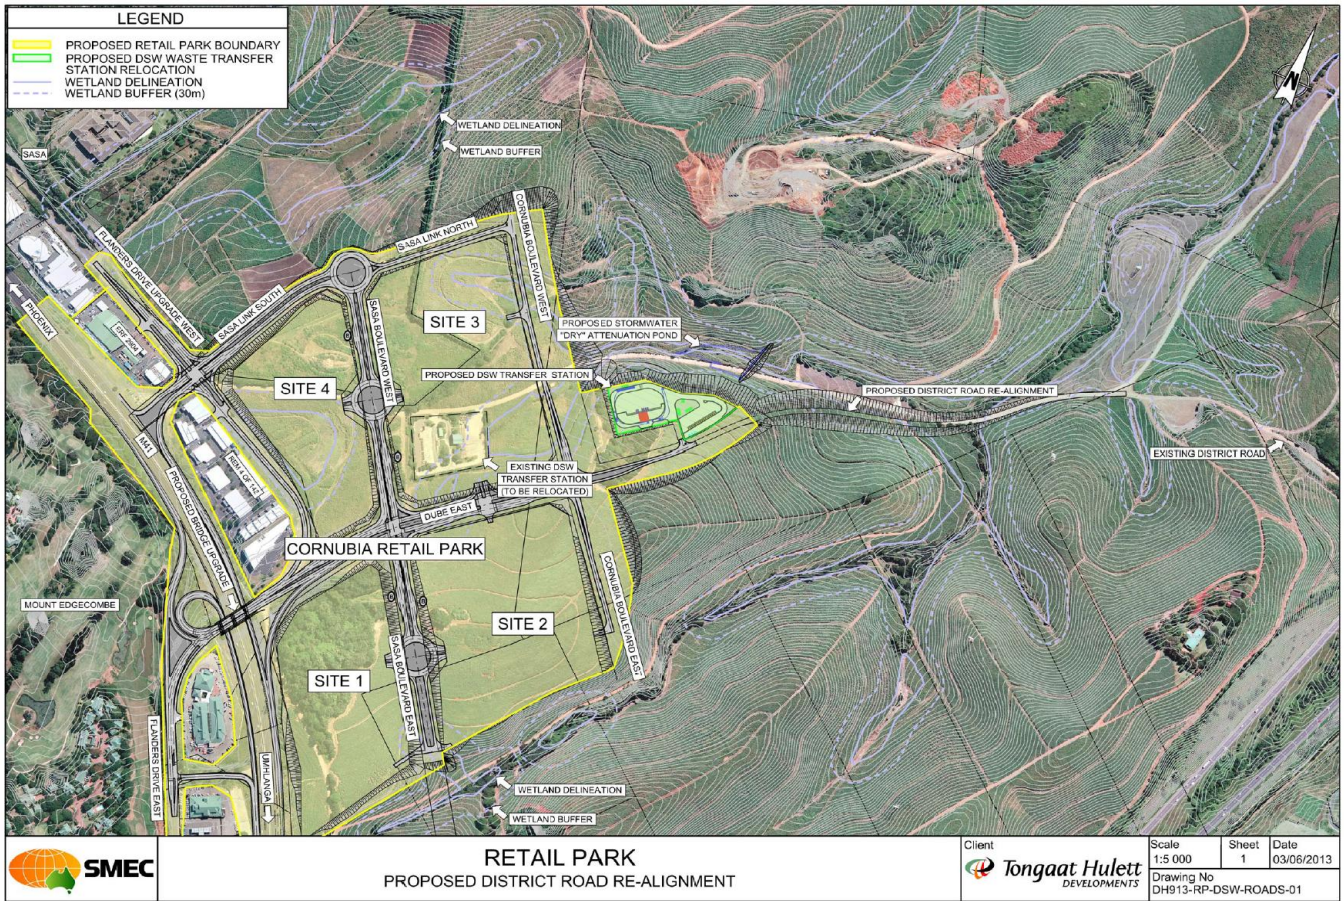 LEGEND
PROPOSED RETAIL PARK BOUNDARY
PROPOSED DSW WASTE TRANSFER
STATION RELOCATION
WETLAND DELINEATION
WETLAND BUFFER (30m)
N
WETLAND DELINEATION
WETLAND BUFFER
SASA
CORNUBIA BOULEVARD WEST
SASA LINK NORTH
FLANDERS DRIVE UPGRADE WEST
SASA LINK SOUTH
PHOENIX
SASA BOULEVARD WEST
SITE 3
PROPOSED STORMWATER
"DRY" ATTENUATION POND
SRF 2904
PROPOSED DSW TRANSFER STATION
SITE 4
PROPOSED DISTRICT ROAD RE-ALIGNMENT
M41
EXISTING DISTRICT ROAD
REM 4 OF 142
EXISTING DSW
TRANSFER STATION
(TO BE RELOCATED)
PROPOSED BRIDGE UPGRADE
DUBE EAST
CORNUBIA RETAIL PARK
CORNUBIA BOULEVARD EAST
MOUNT EDGECOMBE
SITE 2
SASA BOULEVARD EAST
SITE 1
FLANDERS DRIVE EAST
UMHLANGA
WETLAND DELINEATION
WETLAND BUFFER
SMEC
RETAIL PARK
PROPOSED DISTRICT ROAD RE-ALIGNMENT
Client
Tongaat Hulett
DEVELOPMENTS
Scale
1:5 000
Sheet
1
Date
03/06/2013
Drawing No
DH913-RP-DSW-ROADS-01